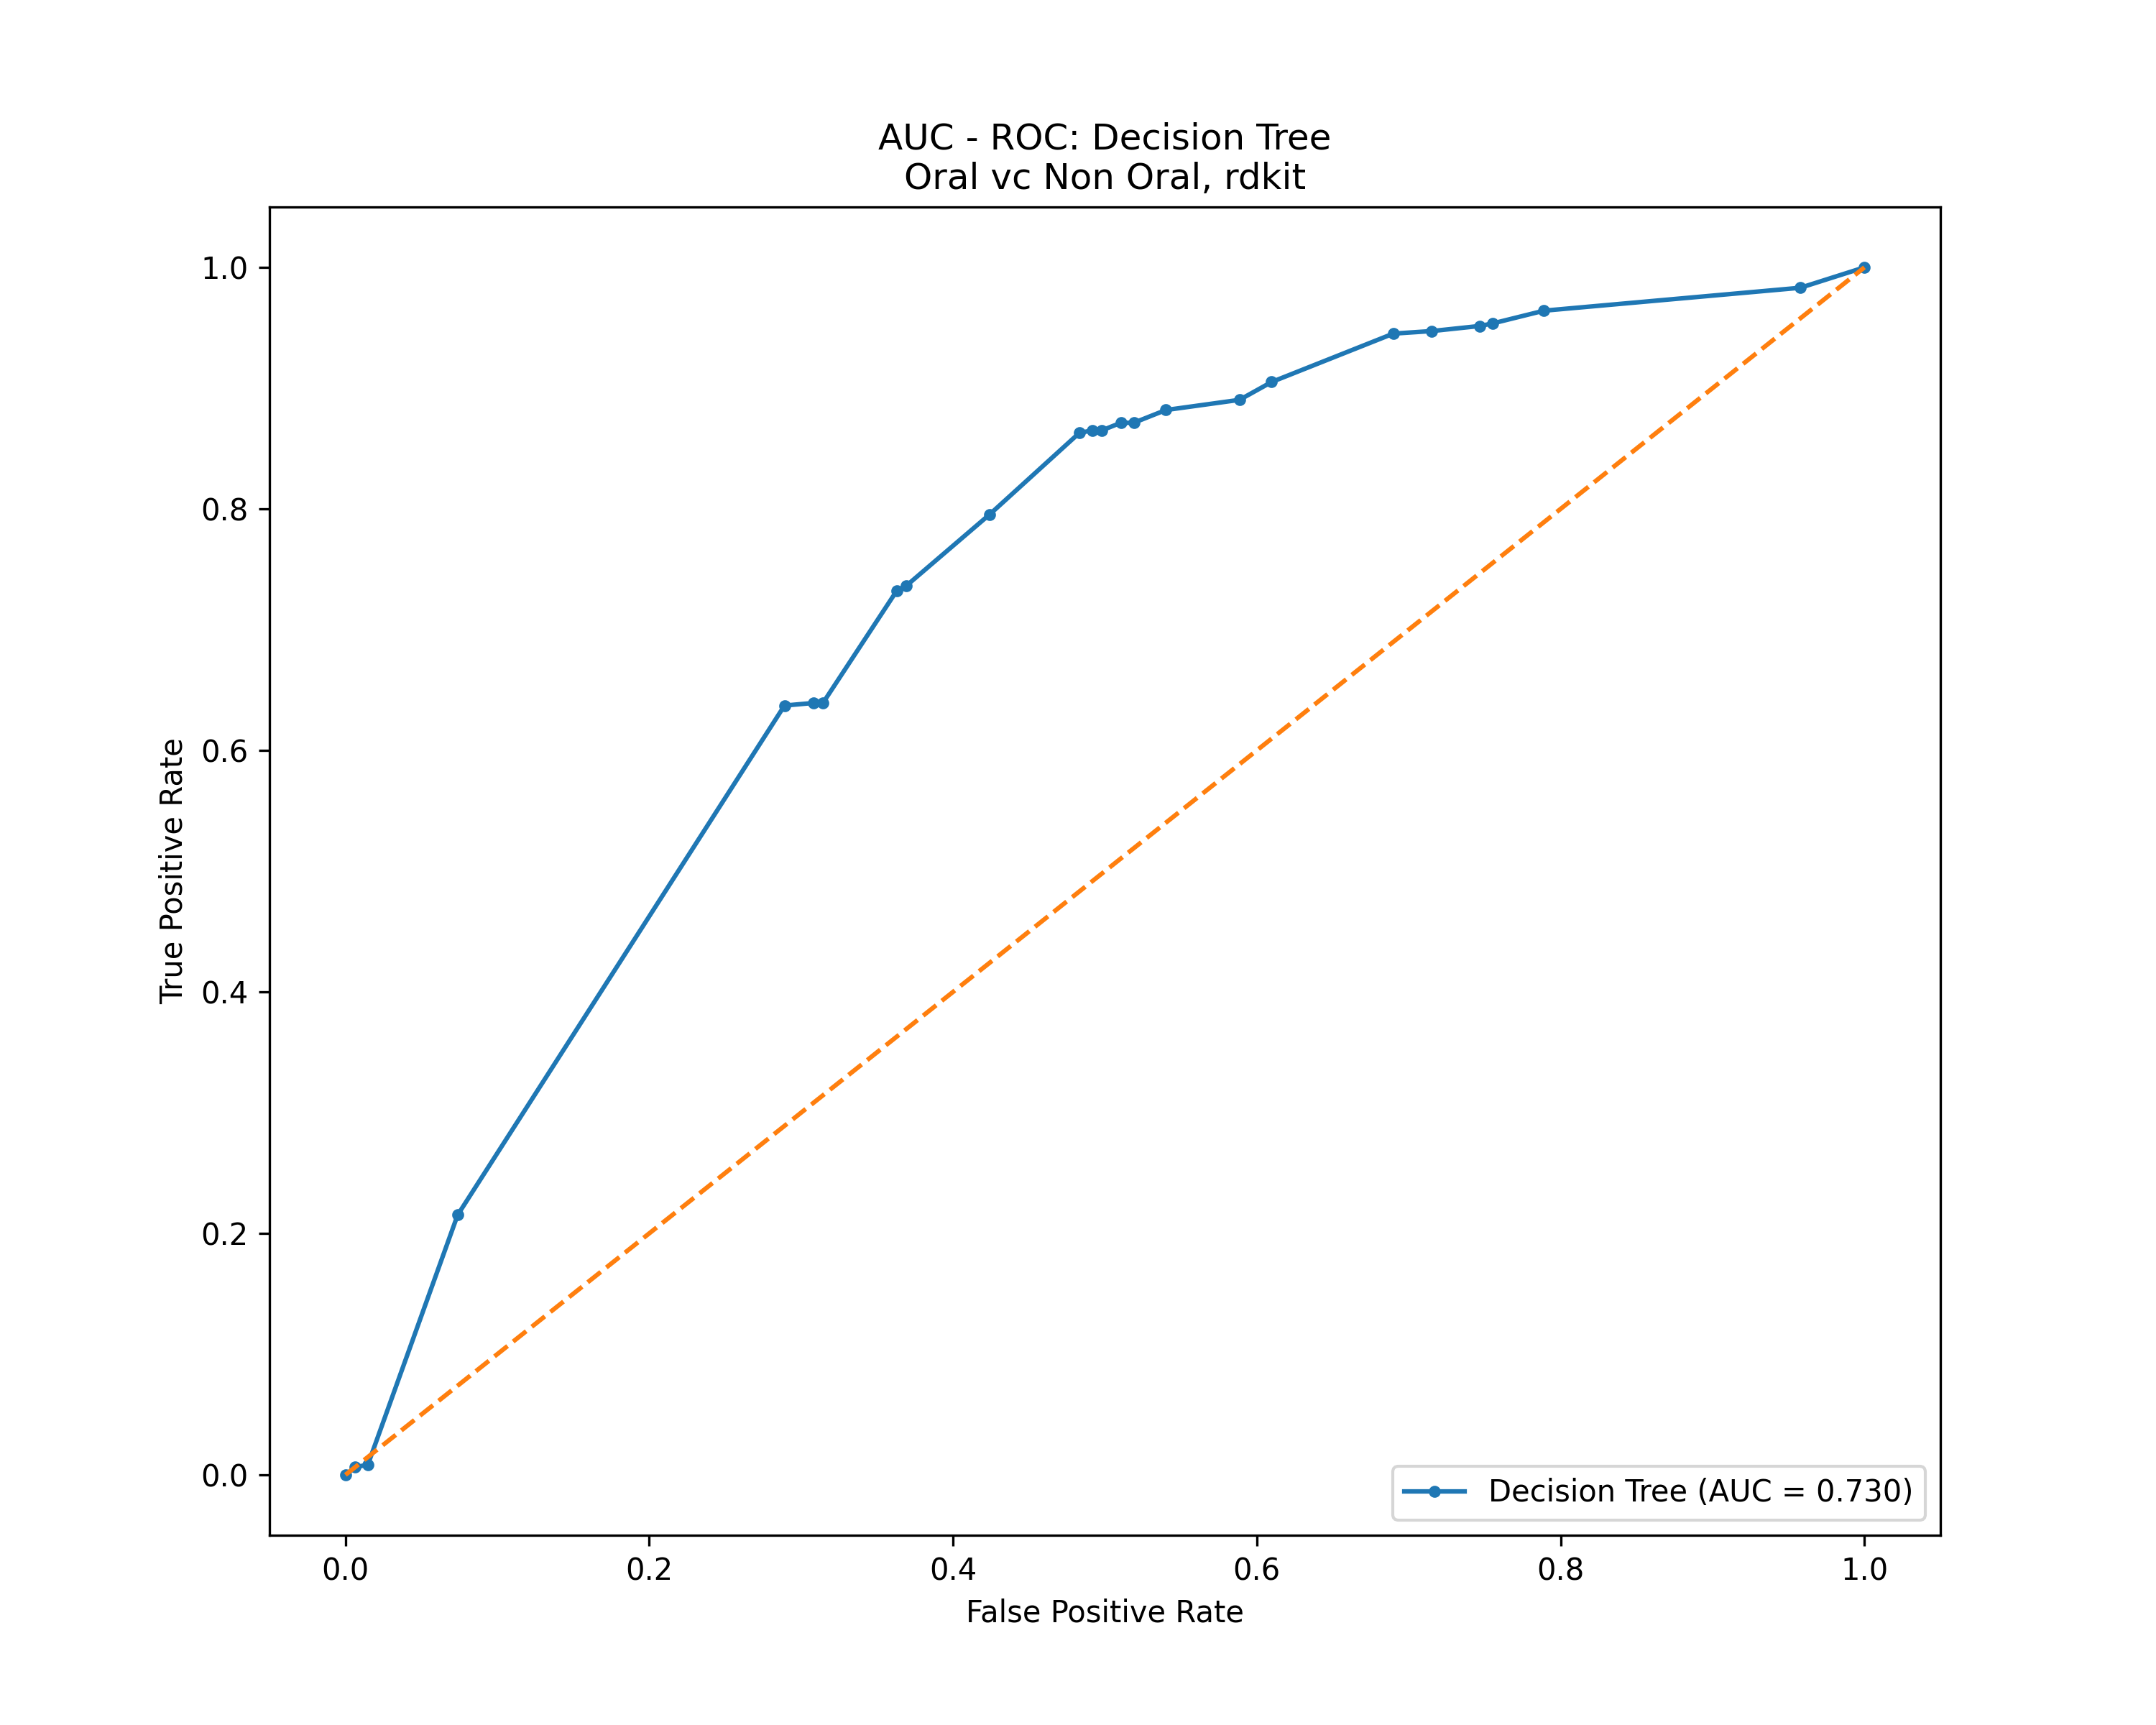 AUC - ROC: Decision Tree
Oral vc Non Oral, rdkit
True Positive Rate
1.0
0.8
0.6
0.4
0.2
0.0
Decision Tree (AUC = 0.730)
0.0 0.2 0.4 0.6 0.8 1.0
False Positive Rate